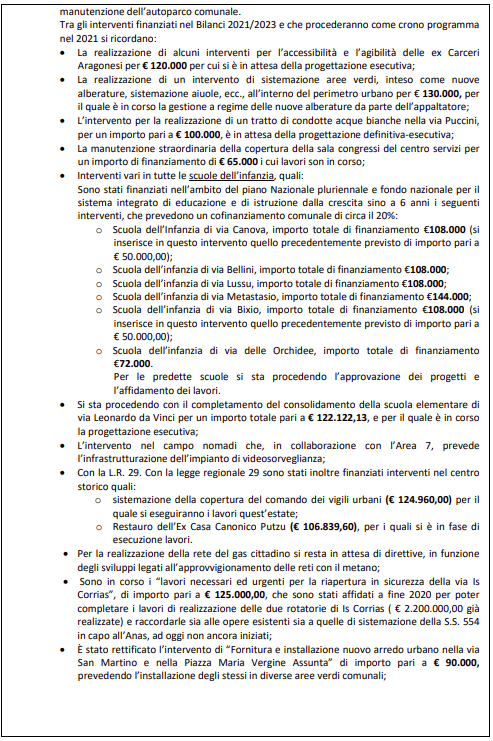 manutenzione dell'autoparco comunale.
Tra gli interventi finanziati nel Bilanci 2021/2023 e che procederanno come crono programma
nel 2021 si ricordano:
• La realizzazione di alcuni interventi per l'accessibilità e l'agibilità delle ex Carceri
Aragonesi per € 120.000 per cui si è in attesa della progettazione esecutiva;
• La realizzazione di un intervento di sistemazione aree verdi, inteso come nuove
alberature, sistemazione aiuole, ecc., all'interno del perimetro urbano per € 130.000, per
il quale è in corso la gestione a regime delle nuove alberature da parte dell'appaltatore;
• L'intervento per la realizzazione di un tratto di condotte acque bianche nella via Puccini,
per un importo pari a € 100.000, è in attesa della progettazione definitiva-esecutiva;
• La manutenzione straordinaria della copertura della sala congressi del centro servizi per
un importo di finanziamento di € 65.000 i cui lavori son in corso;
• Interventi vari in tutte le scuole dell'infanzia, quali:
Sono stati finanziati nell'ambito del piano Nazionale pluriennale e fondo nazionale per il
sistema integrato di educazione e di istruzione dalla crescita sino a 6 anni i seguenti
interventi, che prevedono un cofinanziamento comunale di circa il 20%:
o Scuola dell'Infanzia di via Canova, importo totale di finanziamento €108.000 (si
inserisce in questo intervento quello precedentemente previsto di importo pari a
€ 50.000,00);
o Scuola dell'infanzia di via Bellini, importo totale di finanziamento €108.000;
o Scuola dell'infanzia di via Lussu, importo totale di finanziamento €108.000;
o Scuola dell'infanzia di via Metastasio, importo totale di finanziamento €144.000;
o Scuola dell'infanzia di via Bixio, importo totale di finanziamento €108.000 (si
inserisce in questo intervento quello precedentemente previsto di importo pari a
€ 50.000,00);
o Scuola dell'infanzia di via delle Orchidee, importo totale di finanziamento
€72.000.
Per le predette scuole si sta procedendo l'approvazione dei progetti e
l'affidamento dei lavori.
• Si sta procedendo con il completamento del consolidamento della scuola elementare di
via Leonardo da Vinci per un importo totale pari a € 122.122,13, e per il quale è in corso
la progettazione esecutiva;
• L'intervento nel campo nomadi che, in collaborazione con l'Area 7, prevede
l'infrastrutturazione dell'impianto di videosorveglianza;
• Con la L.R. 29. Con la legge regionale 29 sono stati inoltre finanziati interventi nel centro
storico quali:
o sistemazione della copertura del comando dei vigili urbani (€ 124.960,00) per il
quale si eseguiranno i lavori quest'estate;
o Restauro dell'Ex Casa Canonico Putzu (€ 106.839,60), per i quali si è in fase di
esecuzione lavori.
• Per la realizzazione della rete del gas cittadino si resta in attesa di direttive, in funzione
degli sviluppi legati all'approvvigionamento delle reti con il metano;
• Sono in corso i "lavori necessari ed urgenti per la riapertura in sicurezza della via Is
Corrias", di importo pari a € 125.000,00, che sono stati affidati a fine 2020 per poter
completare i lavori di realizzazione delle due rotatorie di Is Corrias ( € 2.200.000,00 già
realizzate) e raccordarle sia alle opere esistenti sia a quelle di sistemazione della S.S. 554
in capo all'Anas, ad oggi non ancora iniziati;
• È stato rettificato l'intervento di "Fornitura e installazione nuovo arredo urbano nella via
San Martino e nella Piazza Maria Vergine Assunta" di importo pari a € 90.000,
prevedendo l'installazione degli stessi in diverse aree verdi comunali;